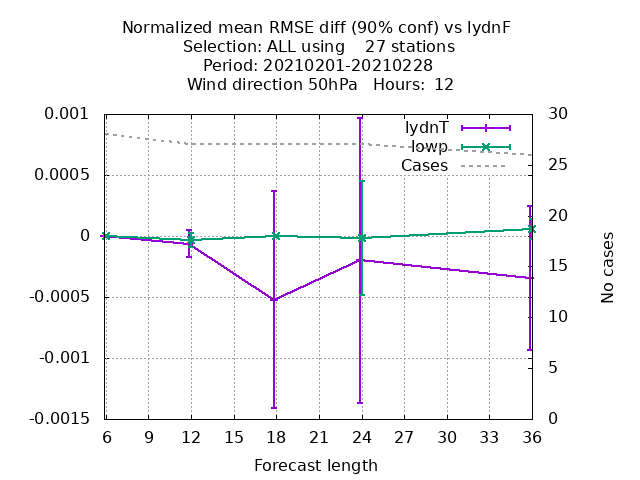 Normalized mean RMSE diff (90% conf) vs lydnF
Selection: ALL using    27 stations
Period: 20210201-20210228
Wind direction 50hPa   Hours:  12
lydnT
lowp
Cases
0.001
0.0005
0
-0.0005
-0.001
-0.0015
30
25
20
15
10
5
0
No cases
6 9 12 15 18 21 24 27 30 33 36
Forecast length